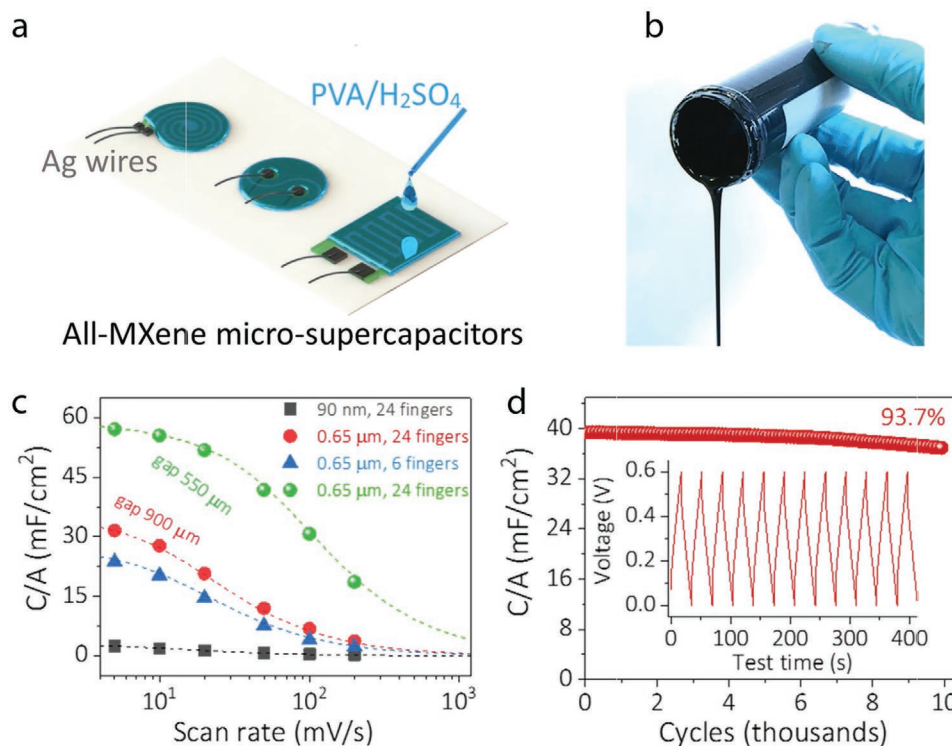 a
PVA/H₂SO₄
Ag wires
All-MXene micro-supercapacitors
b
c
C/A (mF/cm²)
60
45
30
15
0
90 nm, 24 fingers
0.65 μm, 24 fingers
0.65 μm, 6 fingers
0.65 μm, 24 fingers
gap 550 μm
gap 900 μm
10¹ 10² 10³
Scan rate (mV/s)
d
C/A (mF/cm²)
40
32
24
16
8
0
93.7%
Voltage (V)
0.6
0.4
0.2
0.0
0 100 200 300 400
Test time (s)
0 2 4 6 8 10
Cycles (thousands)